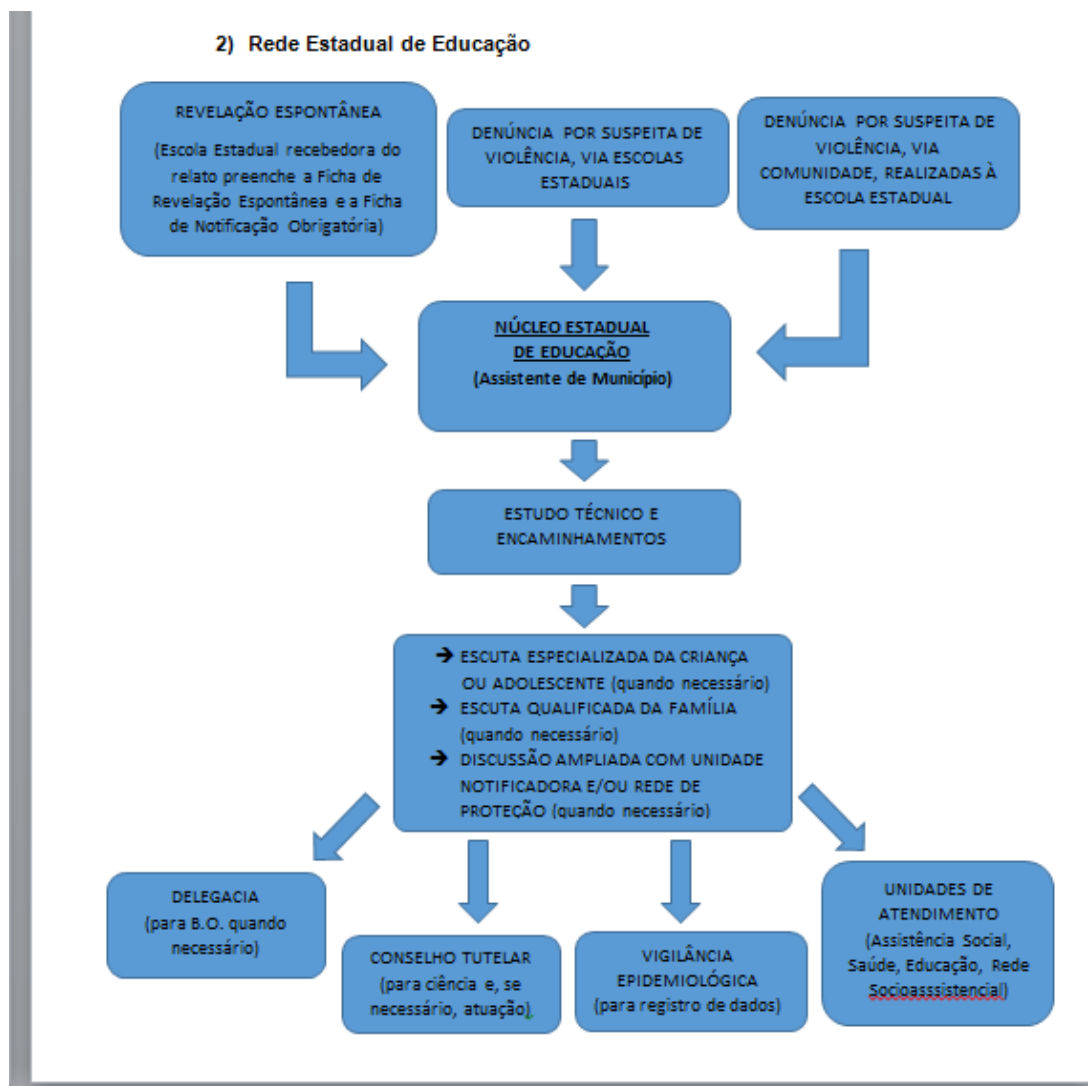 2) Rede Estadual de Educação
REVELAÇÃO ESPONTÂNEA
(Escola Estadual recebedora do
relato preenche a Ficha de
Revelação Espontânea e a Ficha
de Notificação Obrigatória)
DENÚNCIA POR SUSPEITA DE
VIOLÊNCIA, VIA ESCOLAS
ESTADUAIS
DENÚNCIA POR SUSPEITA DE
VIOLÊNCIA, VIA
COMUNIDADE, REALIZADAS À
ESCOLA ESTADUAL
NÚCLEO ESTADUAL
DE EDUCAÇÃO
(Assistente de Município)
ESTUDO TÉCNICO E
ENCAMINHAMENTOS
➔ ESCUTA ESPECIALIZADA DA CRIANÇA
OU ADOLESCENTE (quando necessário)
➔ ESCUTA QUALIFICADA DA FAMÍLIA
(quando necessário)
➔ DISCUSSÃO AMPLIADA COM UNIDADE
NOTIFICADORA E/OU REDE DE
PROTEÇÃO (quando necessário)
DELEGACIA
(para B.O. quando
necessário)
CONSELHO TUTELAR
(para ciência e, se
necessário, atuação).
VIGILÂNCIA
EPIDEMIOLÓGICA
(para registro de dados)
UNIDADES DE
ATENDIMENTO
(Assistência Social,
Saúde, Educação, Rede
Socioasssistencial)